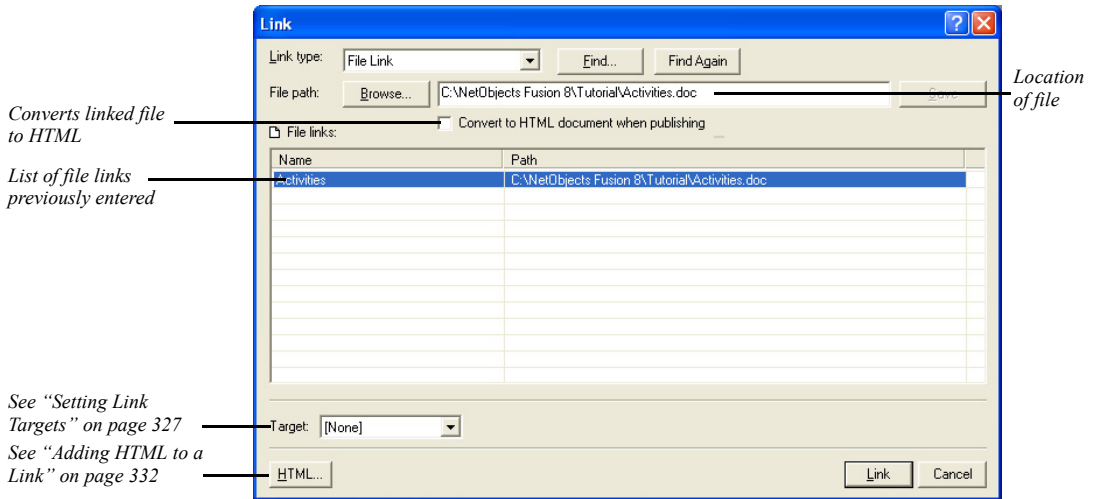 Link
Link type: File Link Find... Find Again
File path: Browse... C:\NetObjects Fusion 8\Tutorial\Activities.doc Save
Location
of file
Converts linked file
to HTML
Convert to HTML document when publishing
File links:
Name Path
List of file links
previously entered
Activities C:\NetObjects Fusion 8\Tutorial\Activities.doc
See “Setting Link
Targets” on page 327
Target: [None]
See “Adding HTML to a
Link” on page 332
HTML... Link Cancel